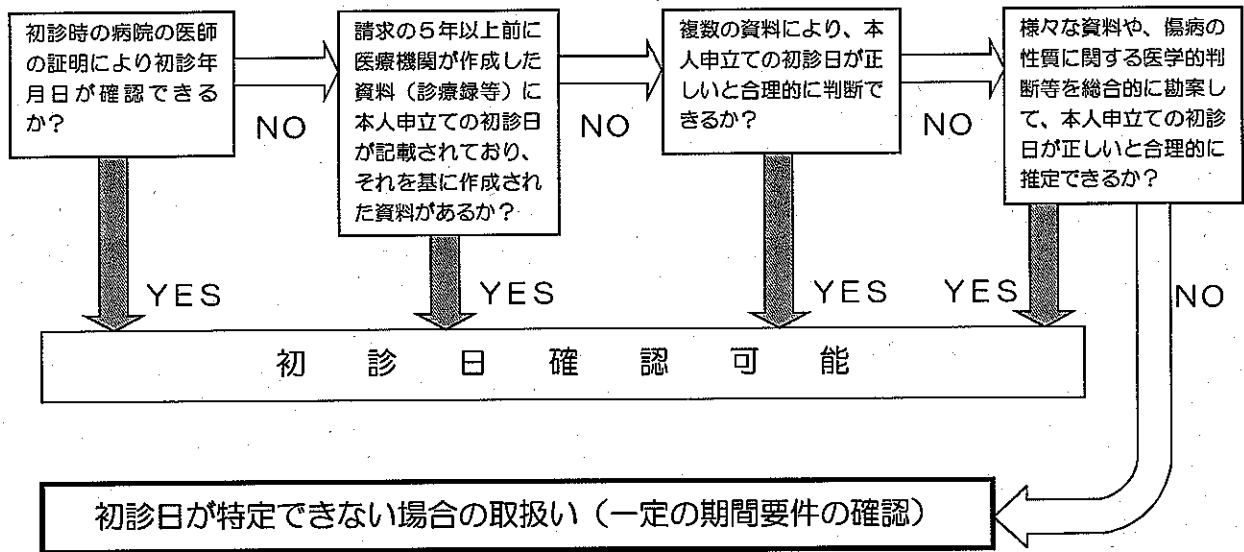 初診時の病院の医師
の証明により初診年
月日が確認できる
か？
NO
請求の５年以上前に
医療機関が作成した
資料（診療録等）に
本人申立ての初診日
が記載されており、
それを基に作成され
た資料があるか？
NO
複数の資料により、本
人申立ての初診日が正
しいと合理的に判断で
きるか？
NO
様々な資料や、傷病の
性質に関する医学的判
断等を総合的に勘案し
て、本人申立ての初診
日が正しいと合理的に
推定できるか？
YES
YES
YES
YES
NO
初診日確認可能
初診日が特定できない場合の取扱い（一定の期間要件の確認）